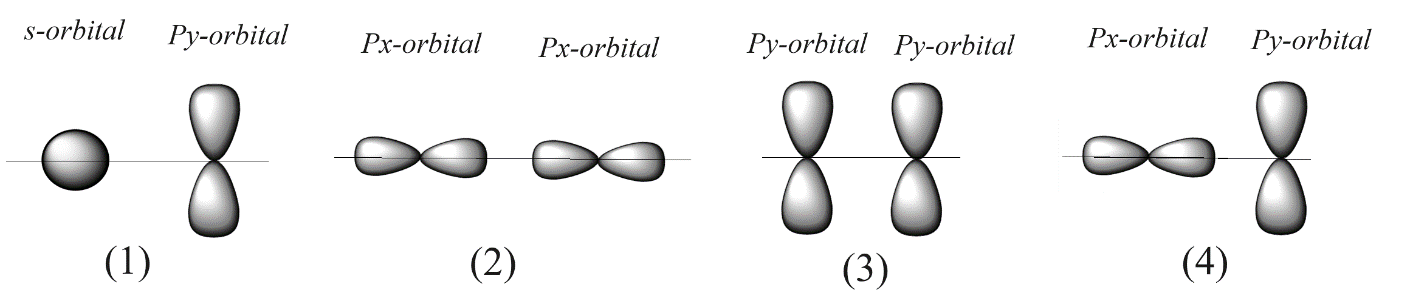 s-orbital Py-orbital
Px-orbital Px-orbital
Py-orbital Py-orbital
Px-orbital Py-orbital
(1) (2) (3) (4)